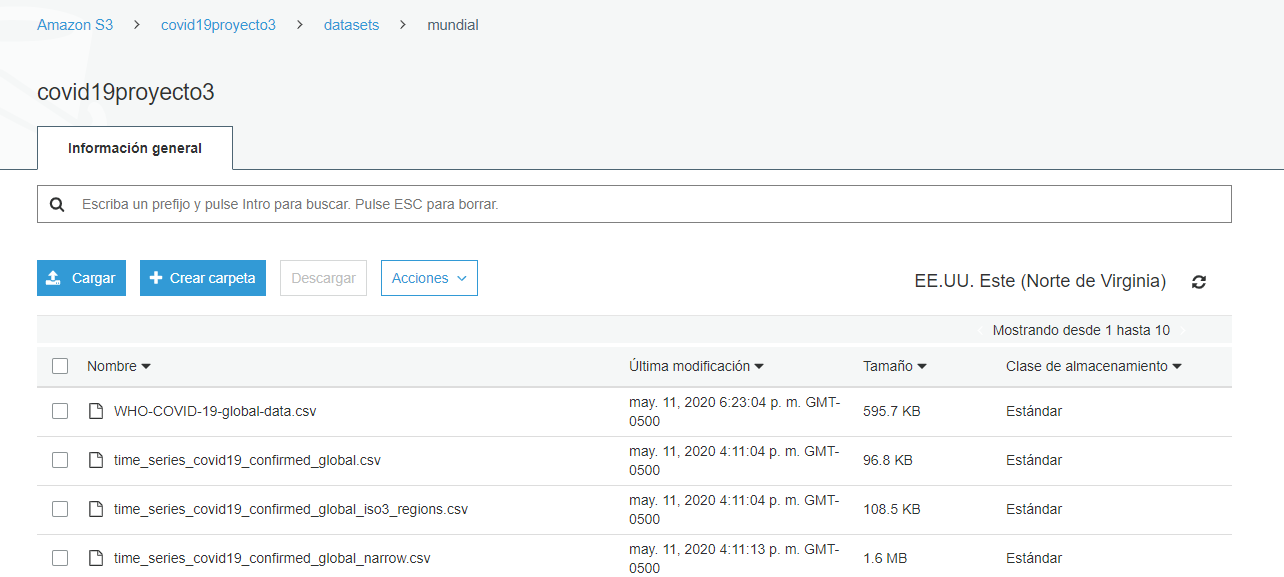 Amazon S3 > covid19proyecto3 > datasets > mundial
covid19proyecto3
Información general
Escriba un prefijo y pulse Intro para buscar. Pulse ESC para borrar.
Cargar Crear carpeta Descargar Acciones EE.UU. Este (Norte de Virginia)
Mostrando desde 1 hasta 10
Nombre Última modificación Tamaño Clase de almacenamiento
WHO-COVID-19-global-data.csv may. 11, 2020 6:23:04 p. m. GMT-0500 595.7 KB Estándar
time_series_covid19_confirmed_global.csv may. 11, 2020 4:11:04 p. m. GMT-0500 96.8 KB Estándar
time_series_covid19_confirmed_global_iso3_regions.csv may. 11, 2020 4:11:04 p. m. GMT-0500 108.5 KB Estándar
time_series_covid19_confirmed_global_narrow.csv may. 11, 2020 4:11:13 p. m. GMT-0500 1.6 MB Estándar